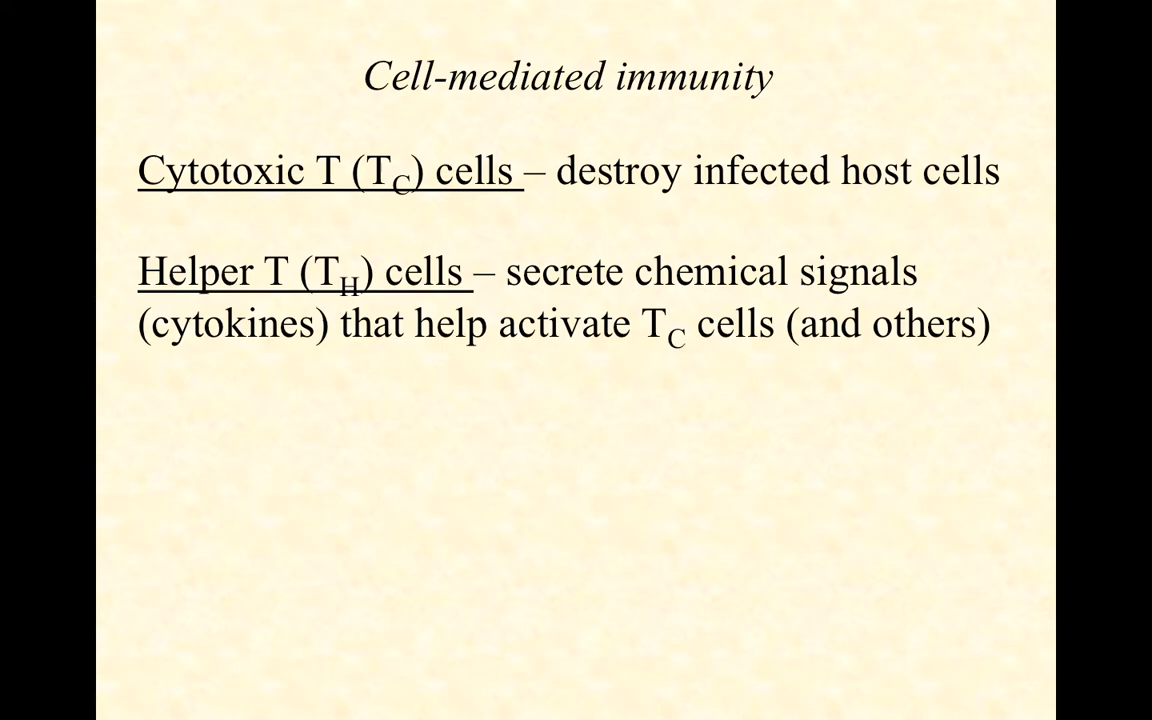 Cell-mediated immunity
Cytotoxic T (TC) cells – destroy infected host cells
Helper T (TH) cells – secrete chemical signals
(cytokines) that help activate TC cells (and others)